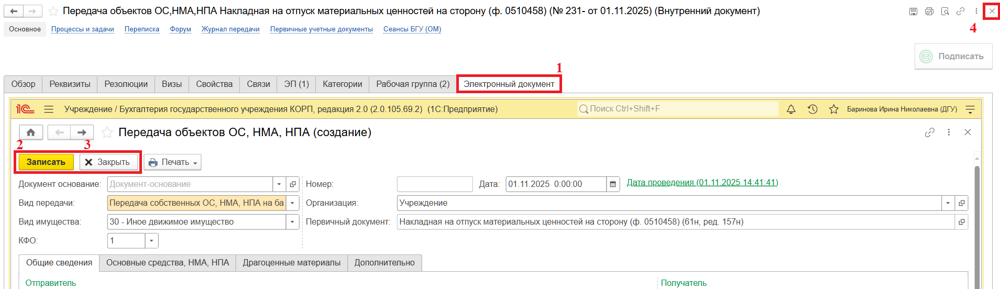 Передача объектов ОС,НМА,НПА Накладная на отпуск материальных ценностей на сторону (ф. 0510458) (№ 231- от 01.11.2025) (Внутренний документ)
4
Основное Процессы и задачи Переписка Форум Журнал передачи Первичные учетные документы Сеансы БГУ (ОМ)
Подписать
1
Обзор Реквизиты Резолюции Визы Свойства Связи ЭП (1) Категории Рабочая группа (2) Электронный документ
1С Учреждение / Бухгалтерия государственного учреждения КОРП, редакция 2.0 (2.0.105.69.2) (1С:Предприятие) Поиск Ctrl+Shift+F Баринова Ирина Николаевна (ДГУ)
Передача объектов ОС, НМА, НПА (создание)
2 3
Записать Закрыть Печать
Документ основание: Документ-основание Номер: Дата: 01.11.2025 0:00:00 Дата проведения (01.11.2025 14:41:41)
Вид передачи: Передача собственных ОС, НМА, НПА на ба Организация: Учреждение
Вид имущества: 30 - Иное движимое имущество Первичный документ: Накладная на отпуск материальных ценностей на сторону (ф. 0510458) (61н, ред. 157н)
КФО: 1
Общие сведения Основные средства, НМА, НПА Драгоценные материалы Дополнительно
Отправитель Получатель